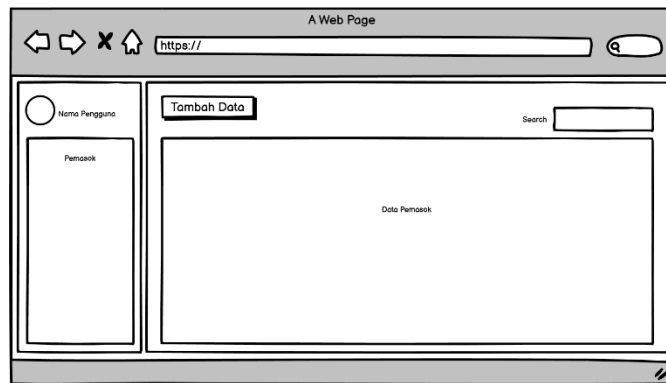 A Web Page
https://
Nama Pengguna
Pemasok
Tambah Data
Search
Data Pemasok